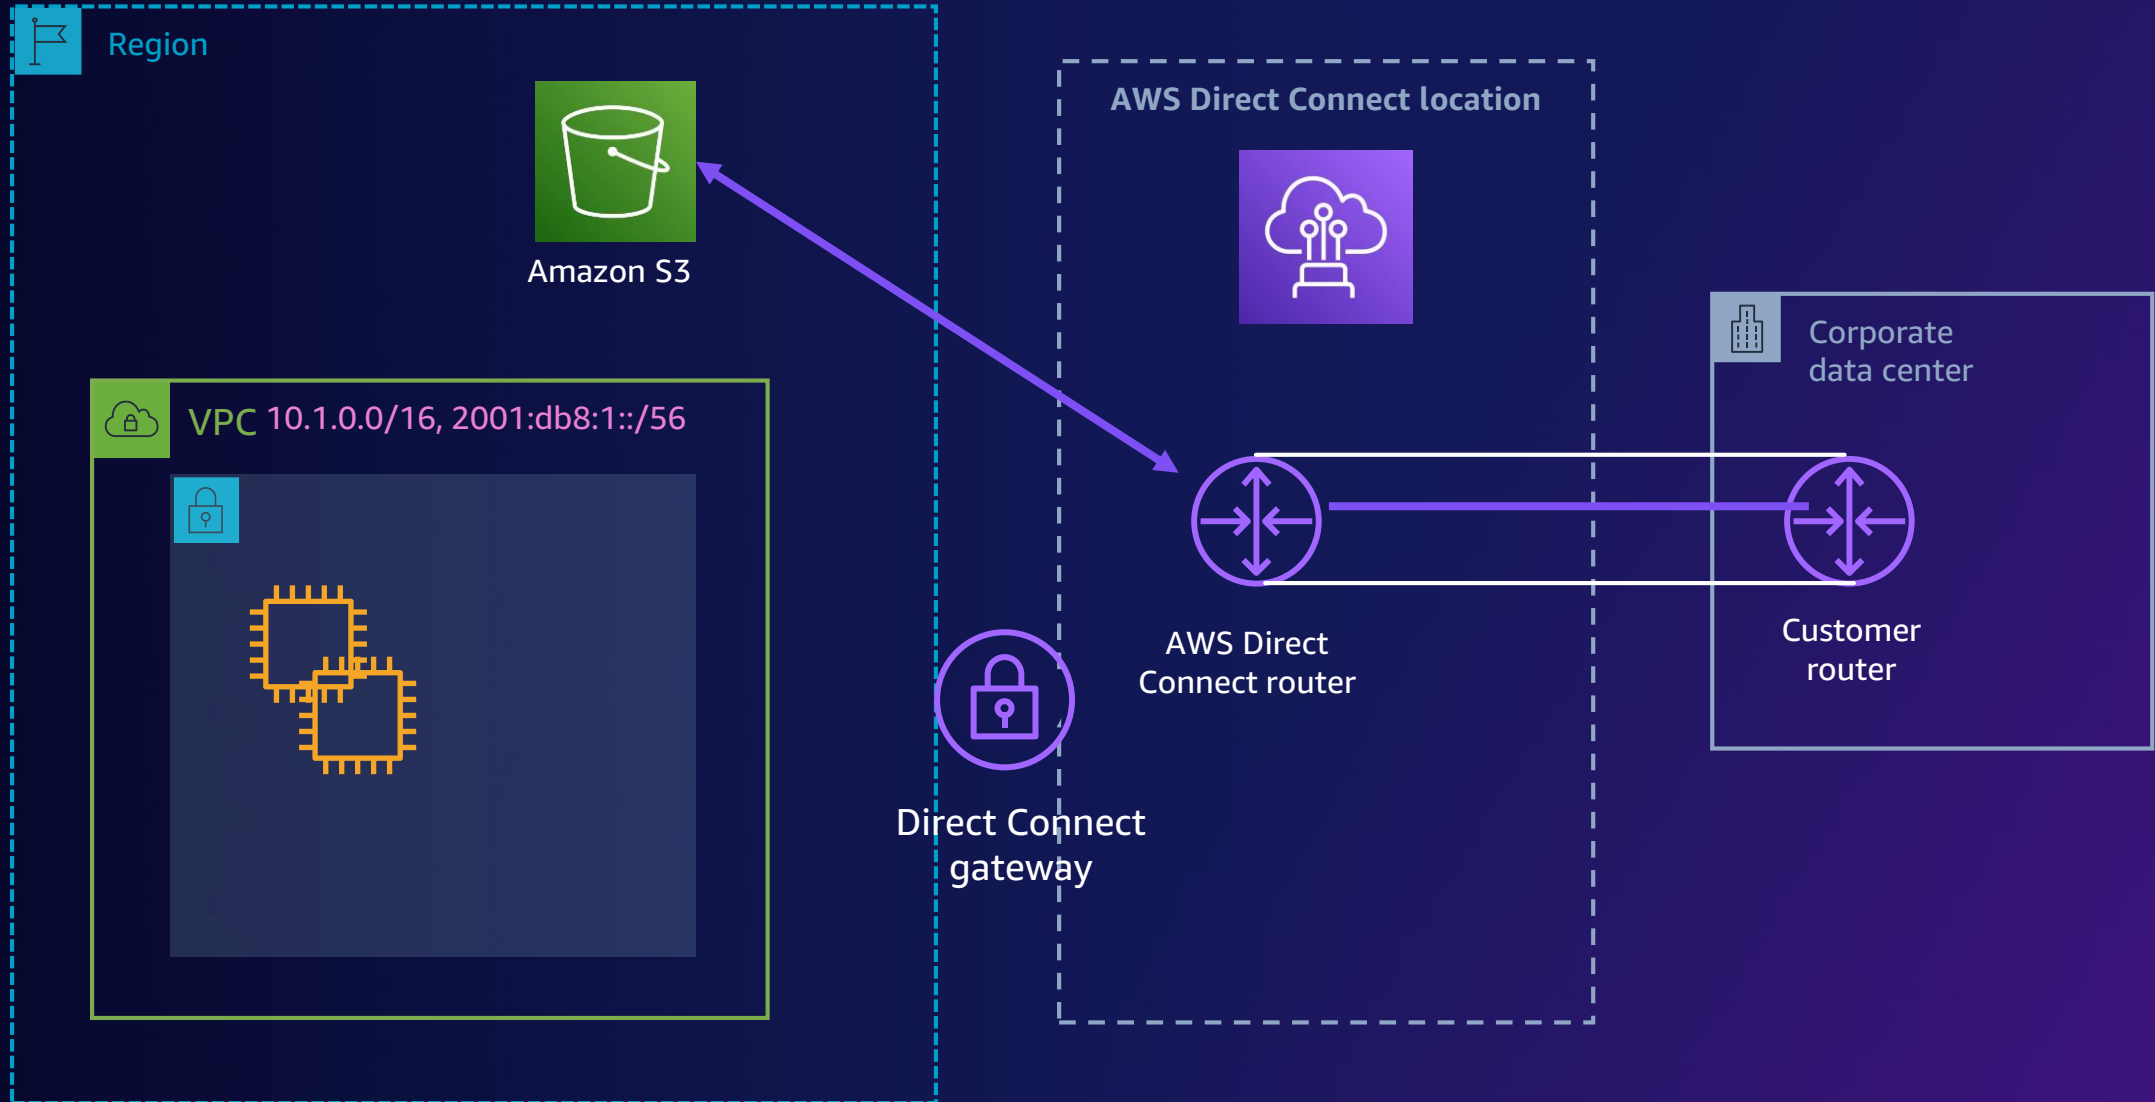 Region
AWS Direct Connect location
Amazon S3
Corporate
data center
VPC 10.1.0.0/16, 2001:db8:1::/56
AWS Direct
Connect router
Customer
router
Direct Connect
gateway